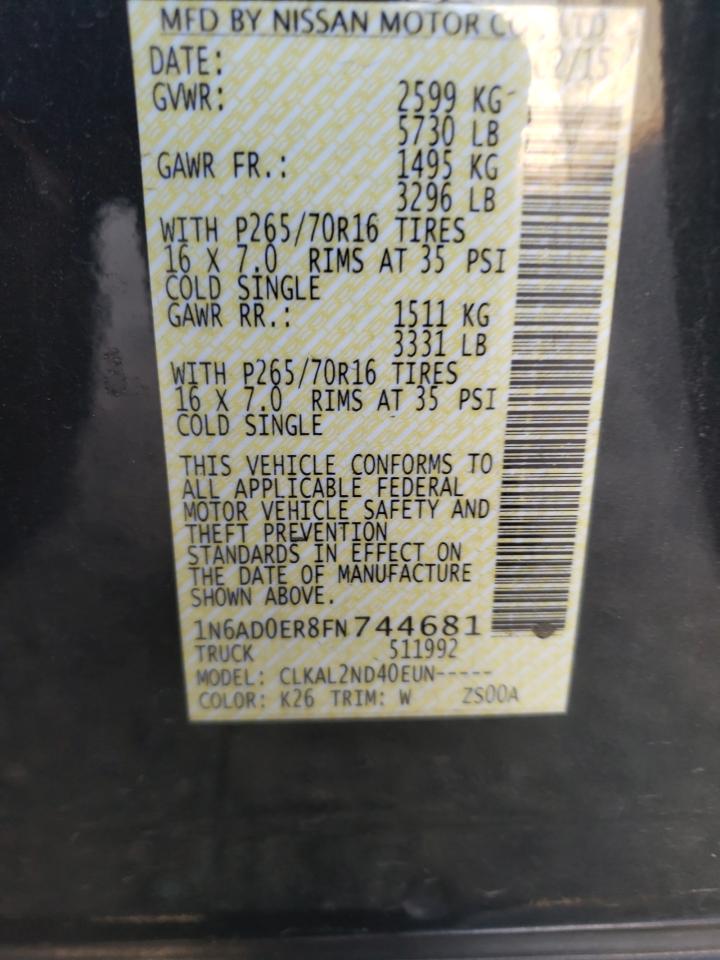 MFD BY NISSAN MOTOR CO., LTD
DATE: 2/15
GVWR: 2599 KG
5730 LB
GAWR FR.: 1495 KG
3296 LB
WITH P265/70R16 TIRES
16 X 7.0 RIMS AT 35 PSI
COLD SINGLE
GAWR RR.: 1511 KG
3331 LB
WITH P265/70R16 TIRES
16 X 7.0 RIMS AT 35 PSI
COLD SINGLE
THIS VEHICLE CONFORMS TO
ALL APPLICABLE FEDERAL
MOTOR VEHICLE SAFETY AND
THEFT PREVENTION
STANDARDS IN EFFECT ON
THE DATE OF MANUFACTURE
SHOWN ABOVE.
1N6AD0ER8FN744681
TRUCK 511992
MODEL: CLKAL2ND40EUN-----
COLOR: K26 TRIM: W ZS00A